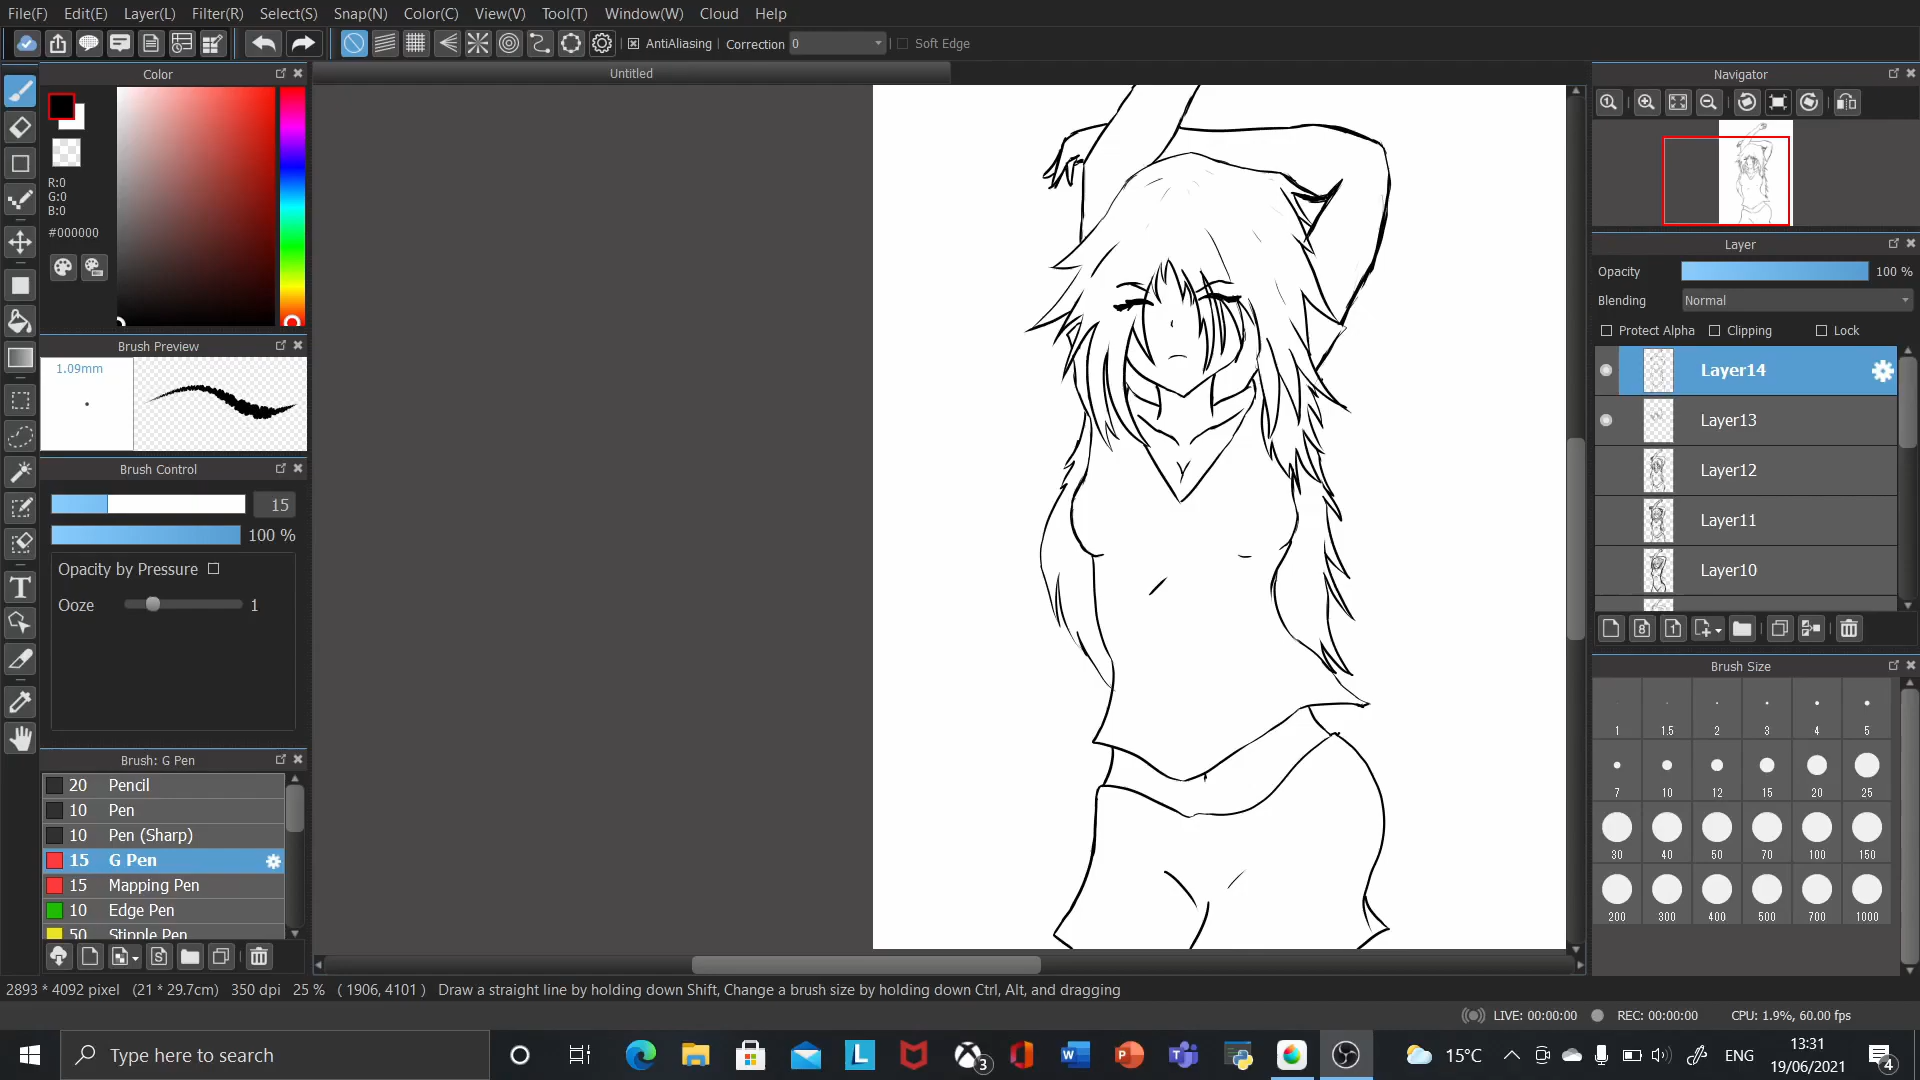 File(F) Edit(E) Layer(L) Filter(R) Select(S) Snap(N) Color(C) View(V) Tool(T) Window(W) Cloud Help
AntiAliasing Correction 0 Soft Edge
Color
Untitled
Navigator
R:0
G:0
B:0
#000000
Layer
Opacity 100 %
Blending Normal
Protect Alpha Clipping Lock
Brush Preview
1.09mm
Layer14
Layer13
Layer12
Layer11
Layer10
Brush Control
15
100 %
Opacity by Pressure
Ooze 1
Brush Size
1 1.5 2 3 4 5
7 10 12 15 20 25
30 40 50 70 100 150
200 300 400 500 700 1000
Brush: G Pen
20 Pencil
10 Pen
10 Pen (Sharp)
15 G Pen
15 Mapping Pen
10 Edge Pen
50 Stipple Pen
2893 * 4092 pixel (21 * 29.7cm) 350 dpi 25 % ( 1906, 4101 ) Draw a straight line by holding down Shift, Change a brush size by holding down Ctrl, Alt, and dragging
LIVE: 00:00:00 REC: 00:00:00 CPU: 1.9%, 60.00 fps
Type here to search
3
15°C
ENG
13:31
19/06/2021
4